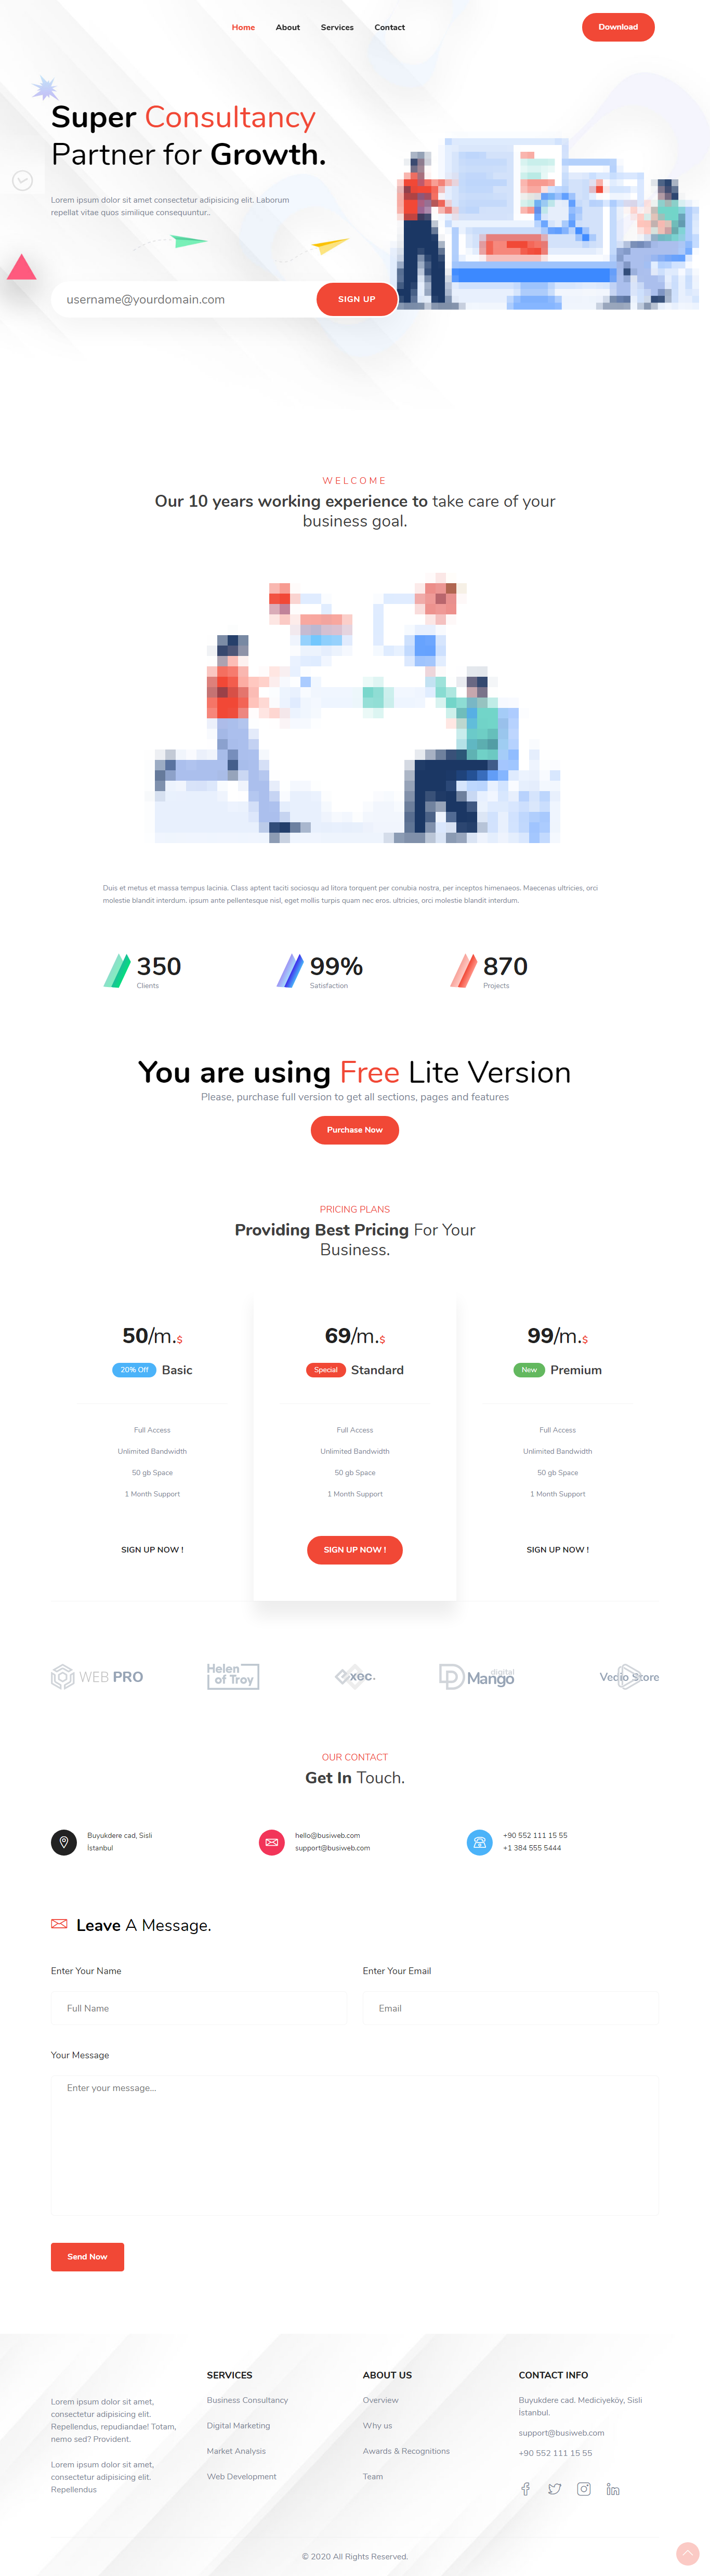 Home About Services Contact
Download
Super Consultancy
Partner for Growth.
Lorem ipsum dolor sit amet consectetur adipisicing elit. Laborum
repellat vitae quos similique consequuntur..
username@yourdomain.com
SIGN UP
WELCOME
Our 10 years working experience to take care of your
business goal.
Duis et metus et massa tempus lacinia. Class aptent taciti sociosqu ad litora torquent per conubia nostra, per inceptos himenaeos. Maecenas ultricies, orci
molestie blandit interdum. ipsum ante pellentesque nisl, eget mollis turpis quam nec eros. ultricies, orci molestie blandit interdum.
350
Clients
99%
Satisfaction
870
Projects
You are using Free Lite Version
Please, purchase full version to get all sections, pages and features
Purchase Now
PRICING PLANS
Providing Best Pricing For Your
Business.
50/m.$
20% Off Basic
Full Access
Unlimited Bandwidth
50 gb Space
1 Month Support
SIGN UP NOW !
69/m.$
Special Standard
Full Access
Unlimited Bandwidth
50 gb Space
1 Month Support
SIGN UP NOW !
99/m.$
New Premium
Full Access
Unlimited Bandwidth
50 gb Space
1 Month Support
SIGN UP NOW !
WEB PRO
Helen
of Troy
exec.
digital
Mango
Vedio Store
OUR CONTACT
Get In Touch.
Buyukdere cad, Sisli
İstanbul
hello@busiweb.com
support@busiweb.com
+90 552 111 15 55
+1 384 555 5444
Leave A Message.
Enter Your Name
Full Name
Enter Your Email
Email
Your Message
Enter your message...
Send Now
Lorem ipsum dolor sit amet,
consectetur adipisicing elit.
Repellendus, repudiandae! Totam,
nemo sed? Provident.
Lorem ipsum dolor sit amet,
consectetur adipisicing elit.
Repellendus
SERVICES
Business Consultancy
Digital Marketing
Market Analysis
Web Development
ABOUT US
Overview
Why us
Awards & Recognitions
Team
CONTACT INFO
Buyukdere cad. Mediciyeköy, Sisli
İstanbul.
support@busiweb.com
+90 552 111 15 55
© 2020 All Rights Reserved.